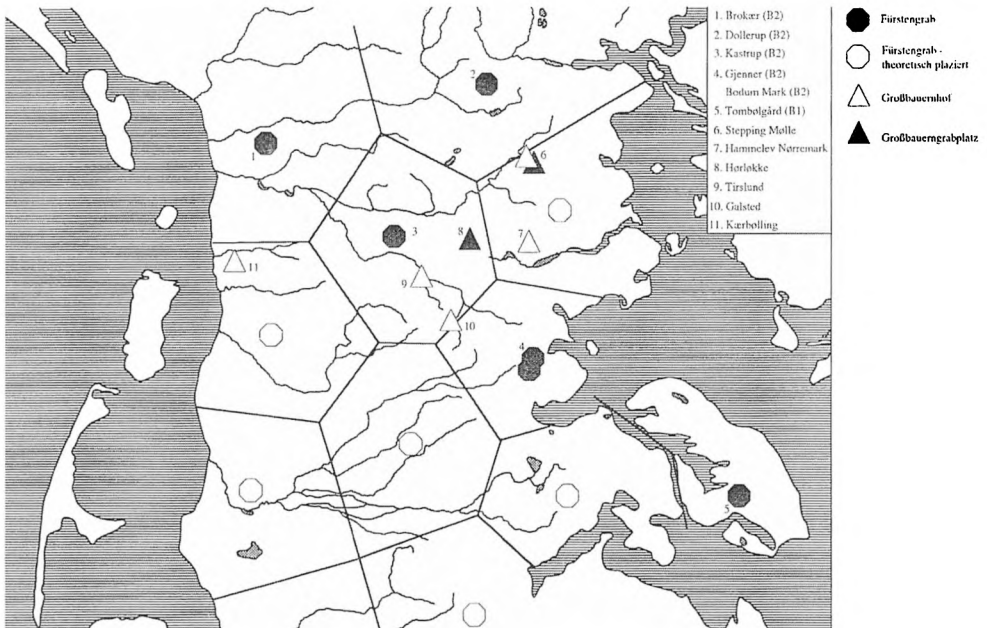 1. Brokær (B2)
2. Dollerup (B2)
3. Kastrup (B2)
4. Gjenner (B2)
Bodum Mark (B2)
5. Tombølgård (B1)
6. Stepping Mølle
7. Hammelev Nørremark
8. Hørløkke
9. Tirslund
10. Galsted
11. Kærbølling
Fürstengrab
Fürstengrab -
theoretisch plaziert
Großbauernhof
Großbauerngrabplatz
2
1
6
3
8
7
11
9
10
4
5